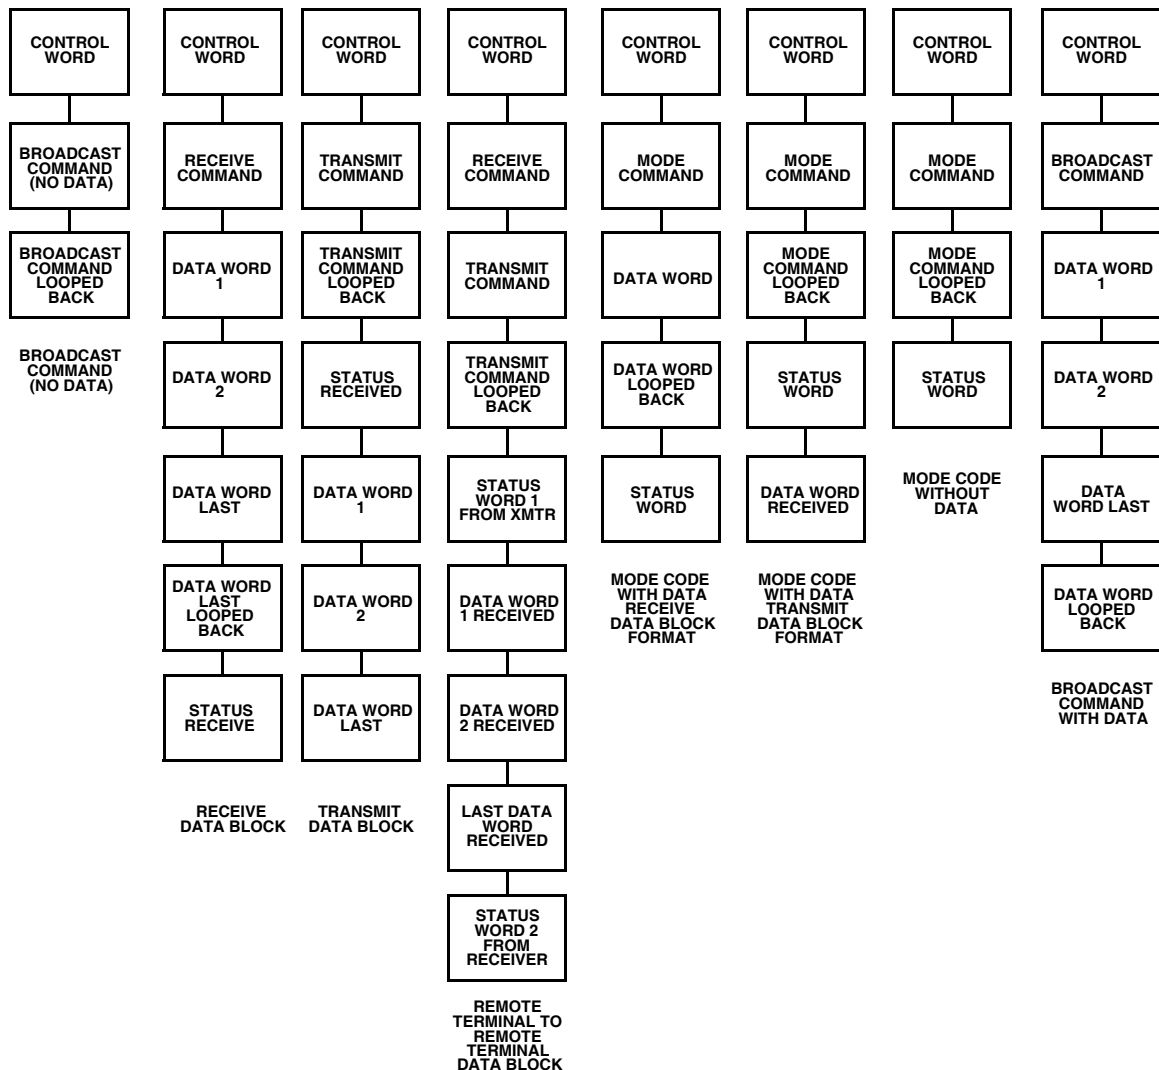 CONTROL
WORD
BROADCAST
COMMAND
(NO DATA)
BROADCAST
COMMAND
LOOPED
BACK
BROADCAST
COMMAND
(NO DATA)
CONTROL
WORD
RECEIVE
COMMAND
DATA WORD
1
DATA WORD
2
DATA WORD
LAST
DATA WORD
LAST
LOOPED
BACK
STATUS
RECEIVE
RECEIVE
DATA BLOCK
CONTROL
WORD
TRANSMIT
COMMAND
TRANSMIT
COMMAND
LOOPED
BACK
STATUS
RECEIVED
DATA WORD
1
DATA WORD
2
DATA WORD
LAST
TRANSMIT
DATA BLOCK
CONTROL
WORD
RECEIVE
COMMAND
TRANSMIT
COMMAND
TRANSMIT
COMMAND
LOOPED
BACK
STATUS
WORD 1
FROM XMTR
DATA WORD
1 RECEIVED
DATA WORD
2 RECEIVED
LAST DATA
WORD
RECEIVED
STATUS
WORD 2
FROM
RECEIVER
REMOTE
TERMINAL TO
REMOTE
TERMINAL
DATA BLOCK
CONTROL
WORD
MODE
COMMAND
DATA WORD
DATA WORD
LOOPED
BACK
STATUS
WORD
MODE CODE
WITH DATA
RECEIVE
DATA BLOCK
FORMAT
CONTROL
WORD
MODE
COMMAND
MODE
COMMAND
LOOPED
BACK
STATUS
WORD
DATA WORD
RECEIVED
MODE CODE
WITH DATA
TRANSMIT
DATA BLOCK
FORMAT
CONTROL
WORD
MODE
COMMAND
MODE
COMMAND
LOOPED
BACK
STATUS
WORD
MODE CODE
WITHOUT
DATA
CONTROL
WORD
BROADCAST
COMMAND
DATA WORD
1
DATA WORD
2
DATA
WORD LAST
DATA WORD
LOOPED
BACK
BROADCAST
COMMAND
WITH DATA